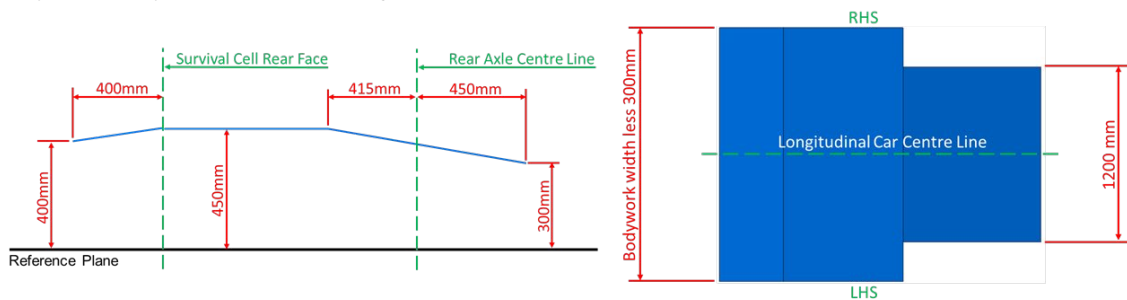 Survival Cell Rear Face
Rear Axle Centre Line
400mm
415mm
450mm
400mm
450mm
300mm
Reference Plane
RHS
Bodywork width less 300mm
Longitudinal Car Centre Line
1200 mm
LHS